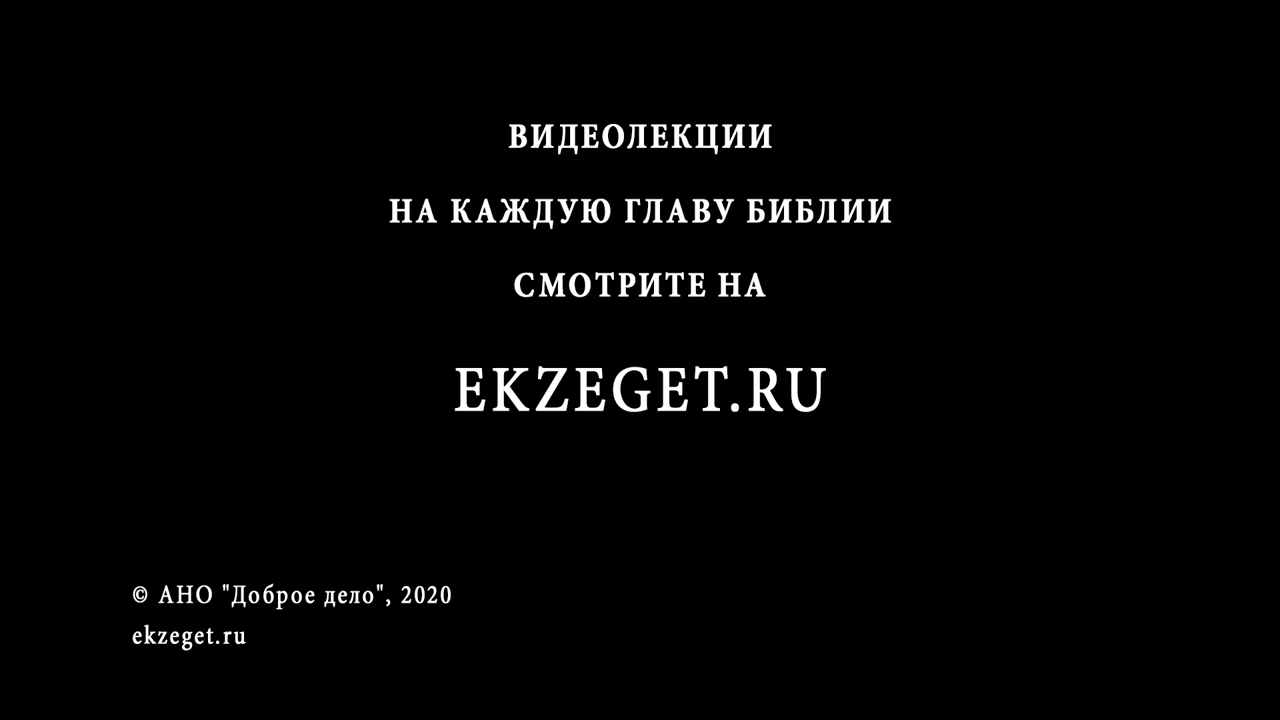 ВИДЕОЛЕКЦИИ
НА КАЖДУЮ ГЛАВУ БИБЛИИ
СМОТРИТЕ НА
EKZEGET.RU
© АНО "Доброе дело", 2020
ekzeget.ru